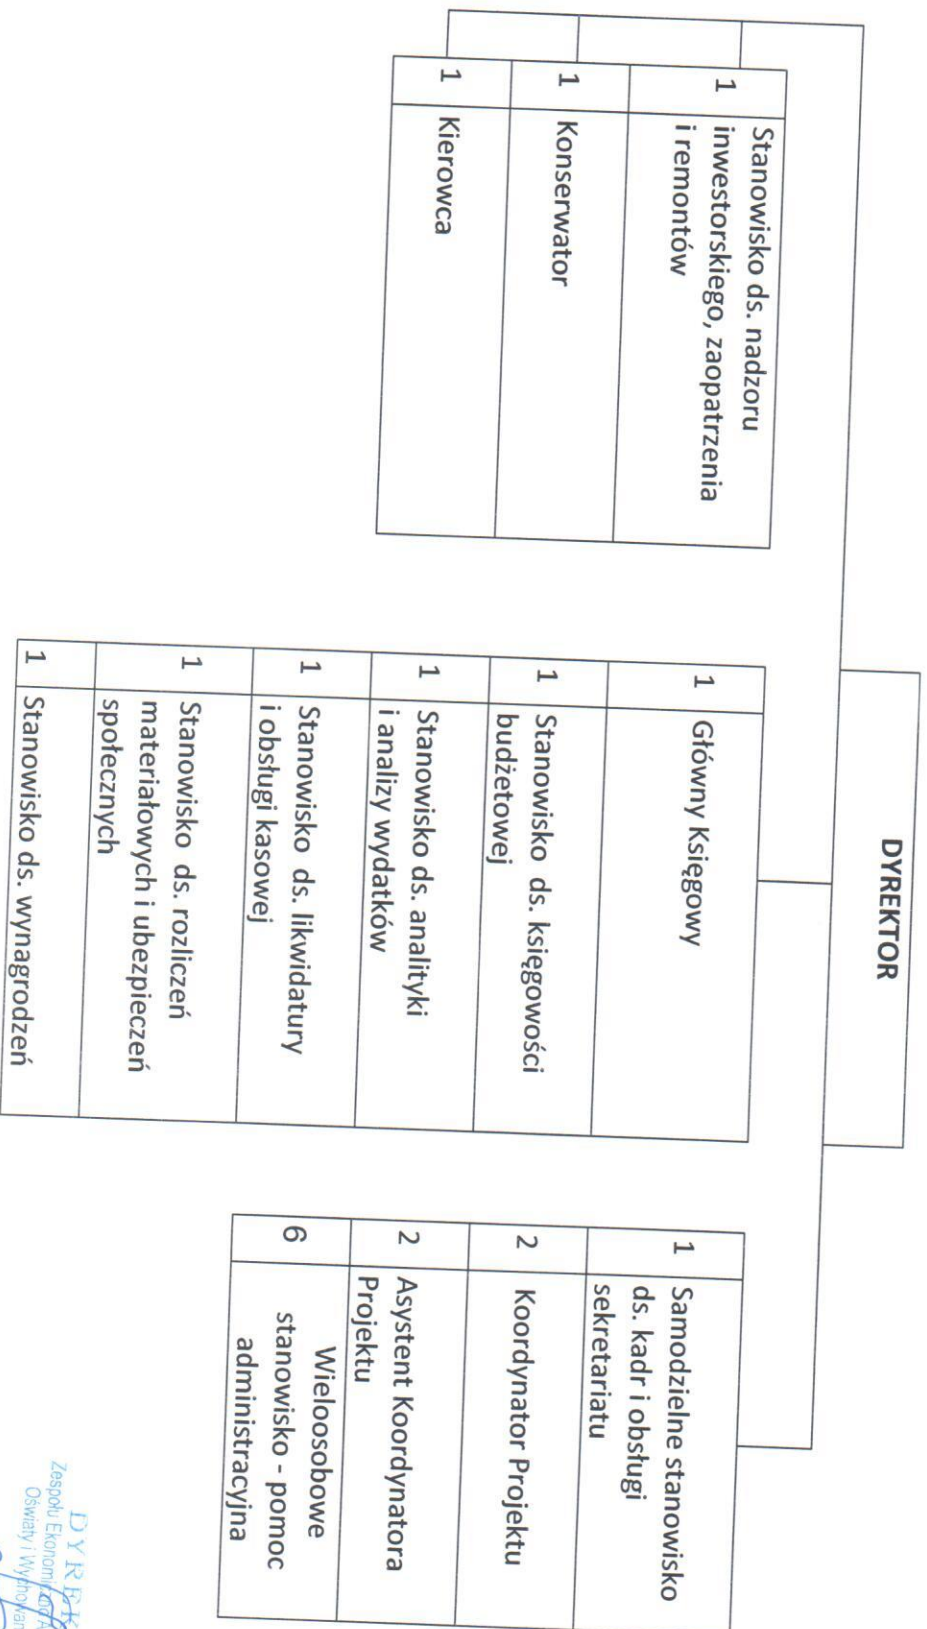 DYREKTOR
1 Stanowisko ds. nadzoru
inwestorskiego, zaopatrzenia
i remontów
1 Konserwator
1 Kierowca
1 Główny Księgowy
1 Stanowisko ds. księgowości
budżetowej
1 Stanowisko ds. analityki
i analizy wydatków
1 Stanowisko ds. likwidatury
i obsługi kasowej
1 Stanowisko ds. rozliczeń
materiałowych i ubezpieczeń
społecznych
1 Stanowisko ds. wynagrodzeń
1 Samodzielne stanowisko
ds. kadr i obsługi
sekretariatu
2 Koordynator Projektu
2 Asystent Koordynatora
Projektu
6 Wieloosobowe
stanowisko - pomoc
administracyjna
Zespołu
Oświaty i